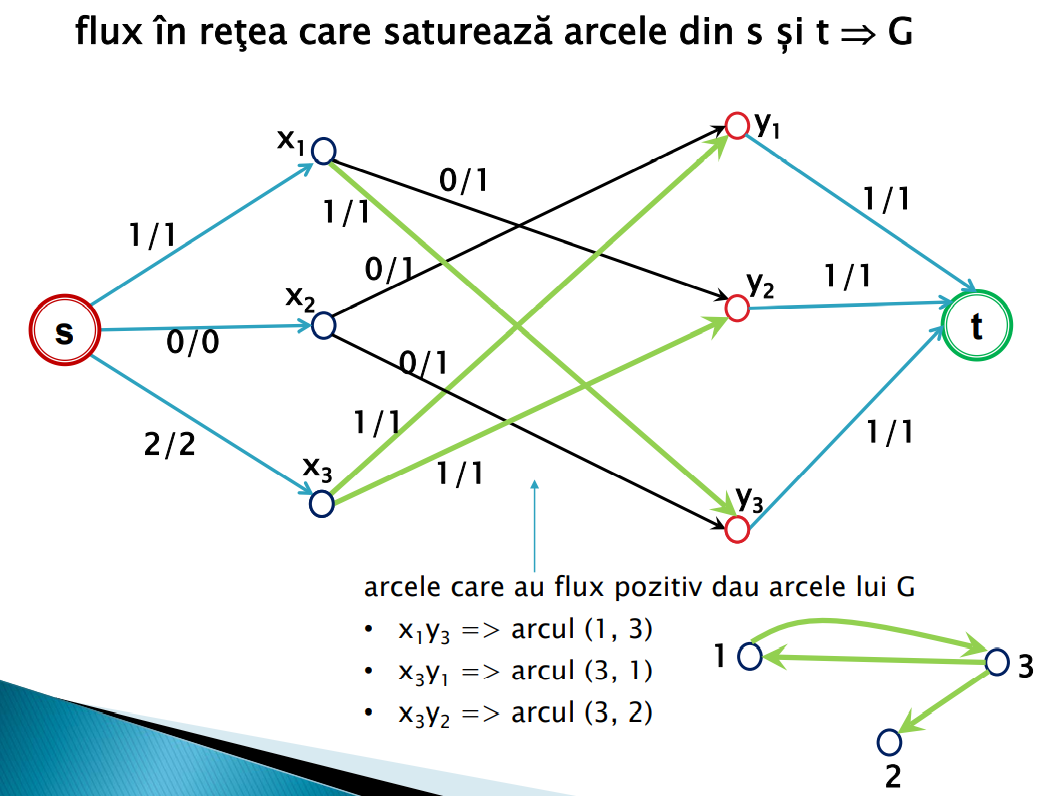 flux în reţea care saturează arcele din s și t ⇒ G
x₁
y₁
0/1
1/1
1/1
1/1
0/1
x₂
y₂
1/1
s
0/0
t
0/1
1/1
2/2
1/1
x₃
1/1
y₃
arcele care au flux pozitiv dau arcele lui G
• x₁y₃ => arcul (1, 3)
• x₃y₁ => arcul (3, 1)
• x₃y₂ => arcul (3, 2)
1
3
2